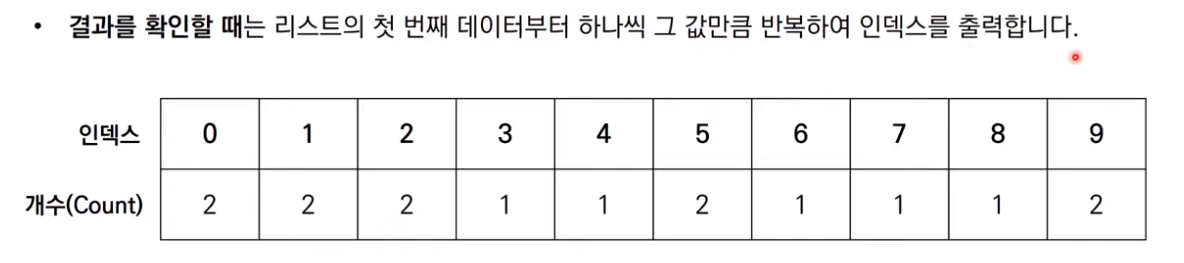 • 결과를 확인할 때는 리스트의 첫 번째 데이터부터 하나씩 그 값만큼 반복하여 인덱스를 출력합니다.
인덱스 0 1 2 3 4 5 6 7 8 9
개수(Count) 2 2 2 1 1 2 1 1 1 2